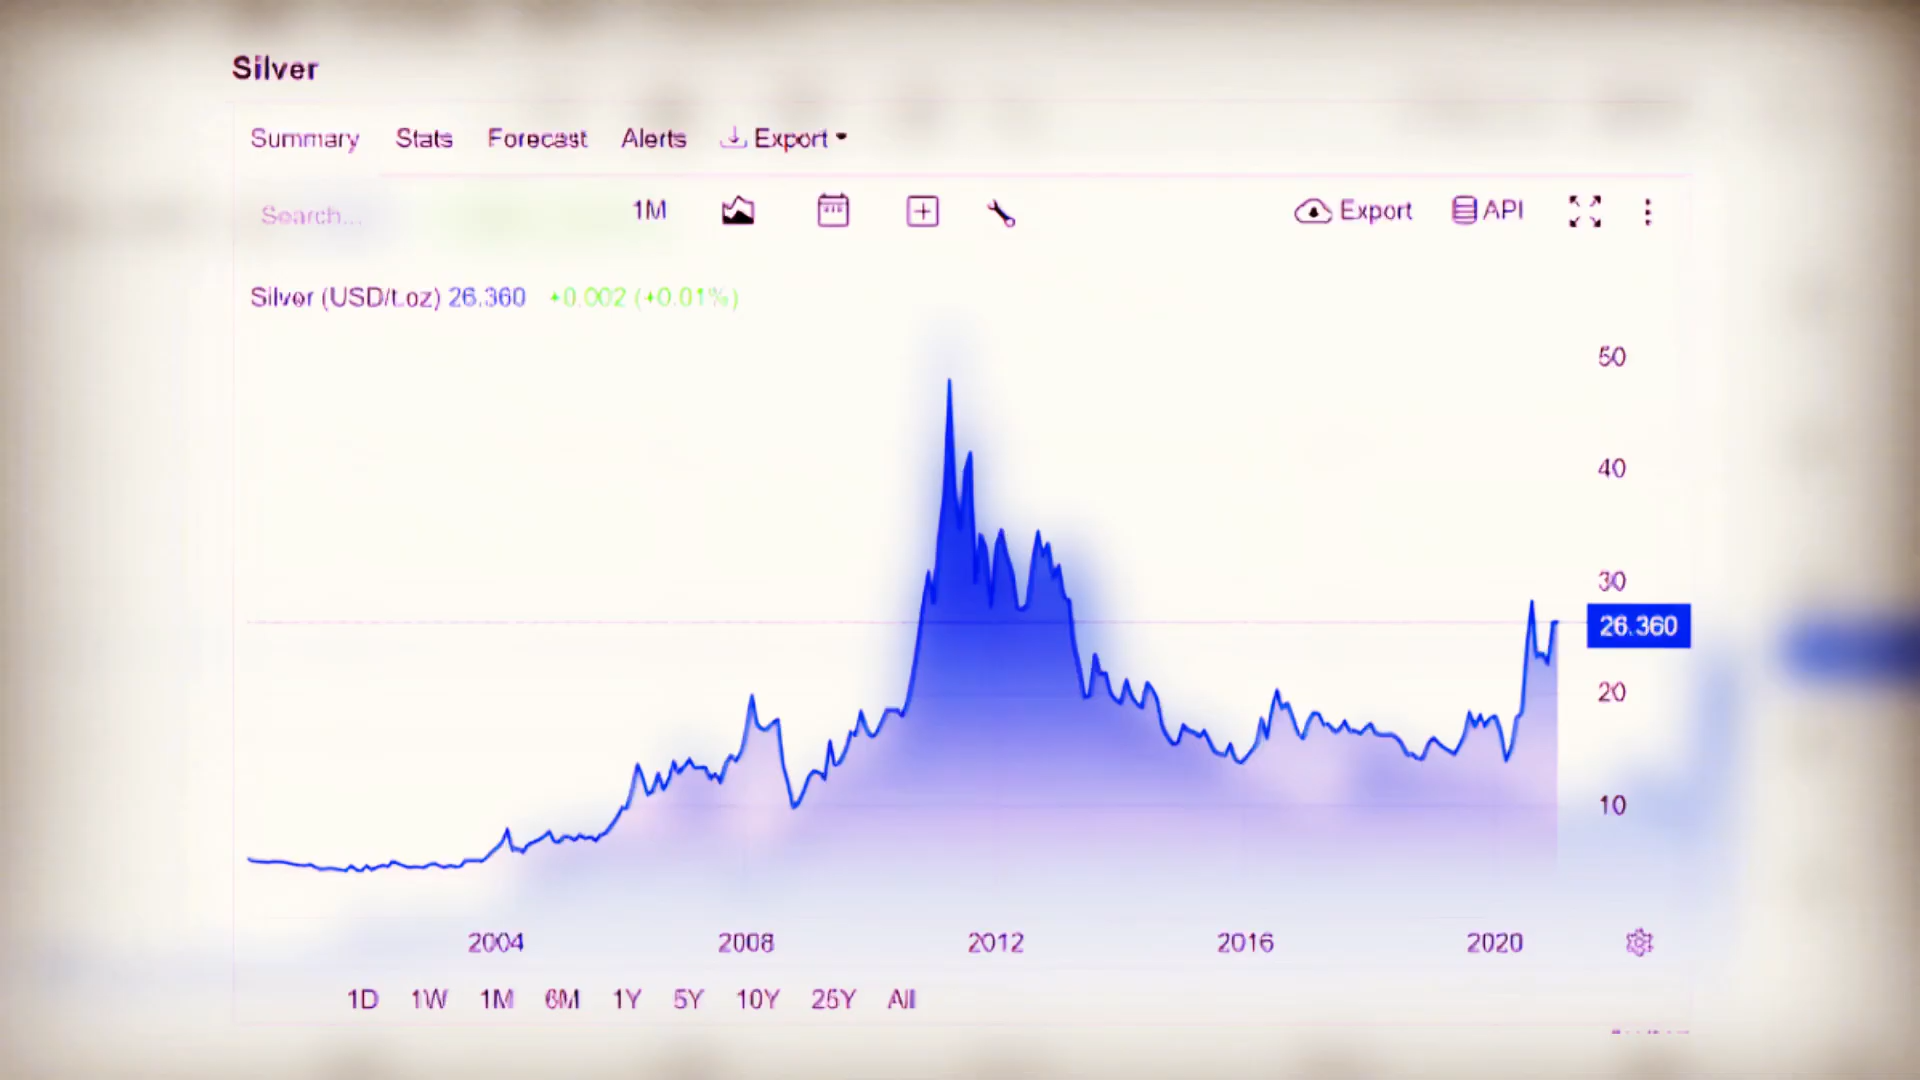 Silver
Summary Stats Forecast Alerts Export
Search... 1M Export API
Silver (USD/t.oz) 26.360 +0.002 (+0.01%)
50
40
30
26.360
20
10
2004 2008 2012 2016 2020
1D 1W 1M 6M 1Y 5Y 10Y 25Y All